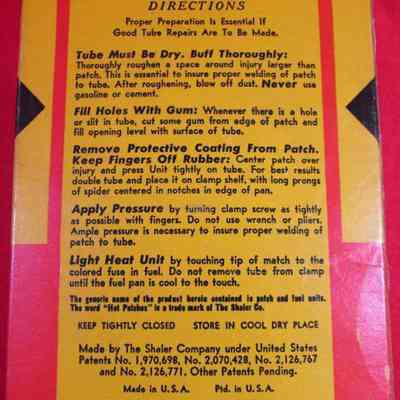 DIRECTIONS
Proper Preparation Is Essential If
Good Tube Repairs Are To Be Made.
Tube Must Be Dry. Buff Thoroughly:
Thoroughly roughen a space around injury larger than
patch. This is essential to insure proper welding of patch
to tube. After roughening, blow off dust. Never use
gasoline or cement.
Fill Holes With Gum: Whenever there is a hole
or slit in tube, cut some gum from edge of patch and
fill opening level with surface of tube.
Remove Protective Coating From Patch.
Keep Fingers Off Rubber: Center patch over
injury and press Unit tightly on tube. For best results
double tube and place it on clamp shelf, with long prongs
of spider centered in notches in edge of pan.
Apply Pressure by turning clamp screw as tightly
as possible with fingers. Do not use wrench or pliers.
Ample pressure is necessary to insure proper welding of
patch to tube.
Light Heat Unit by touching tip of match to the
colored fuse in fuel. Do not remove tube from clamp
until the fuel pan is cold to the touch.
The generic name of the product herein contained is patch and fuel units.
The word "Hot Patches" is a trade mark of The Shaler Co.
KEEP TIGHTLY CLOSED STORE IN COOL DRY PLACE
Made by The Shaler Company under United States
Patents No. 1,970,698, No. 2,070,428, No. 2,126,767
and No. 2,126,771. Other Patents Pending.
Made in U.S.A. Ptd. in U.S.A.